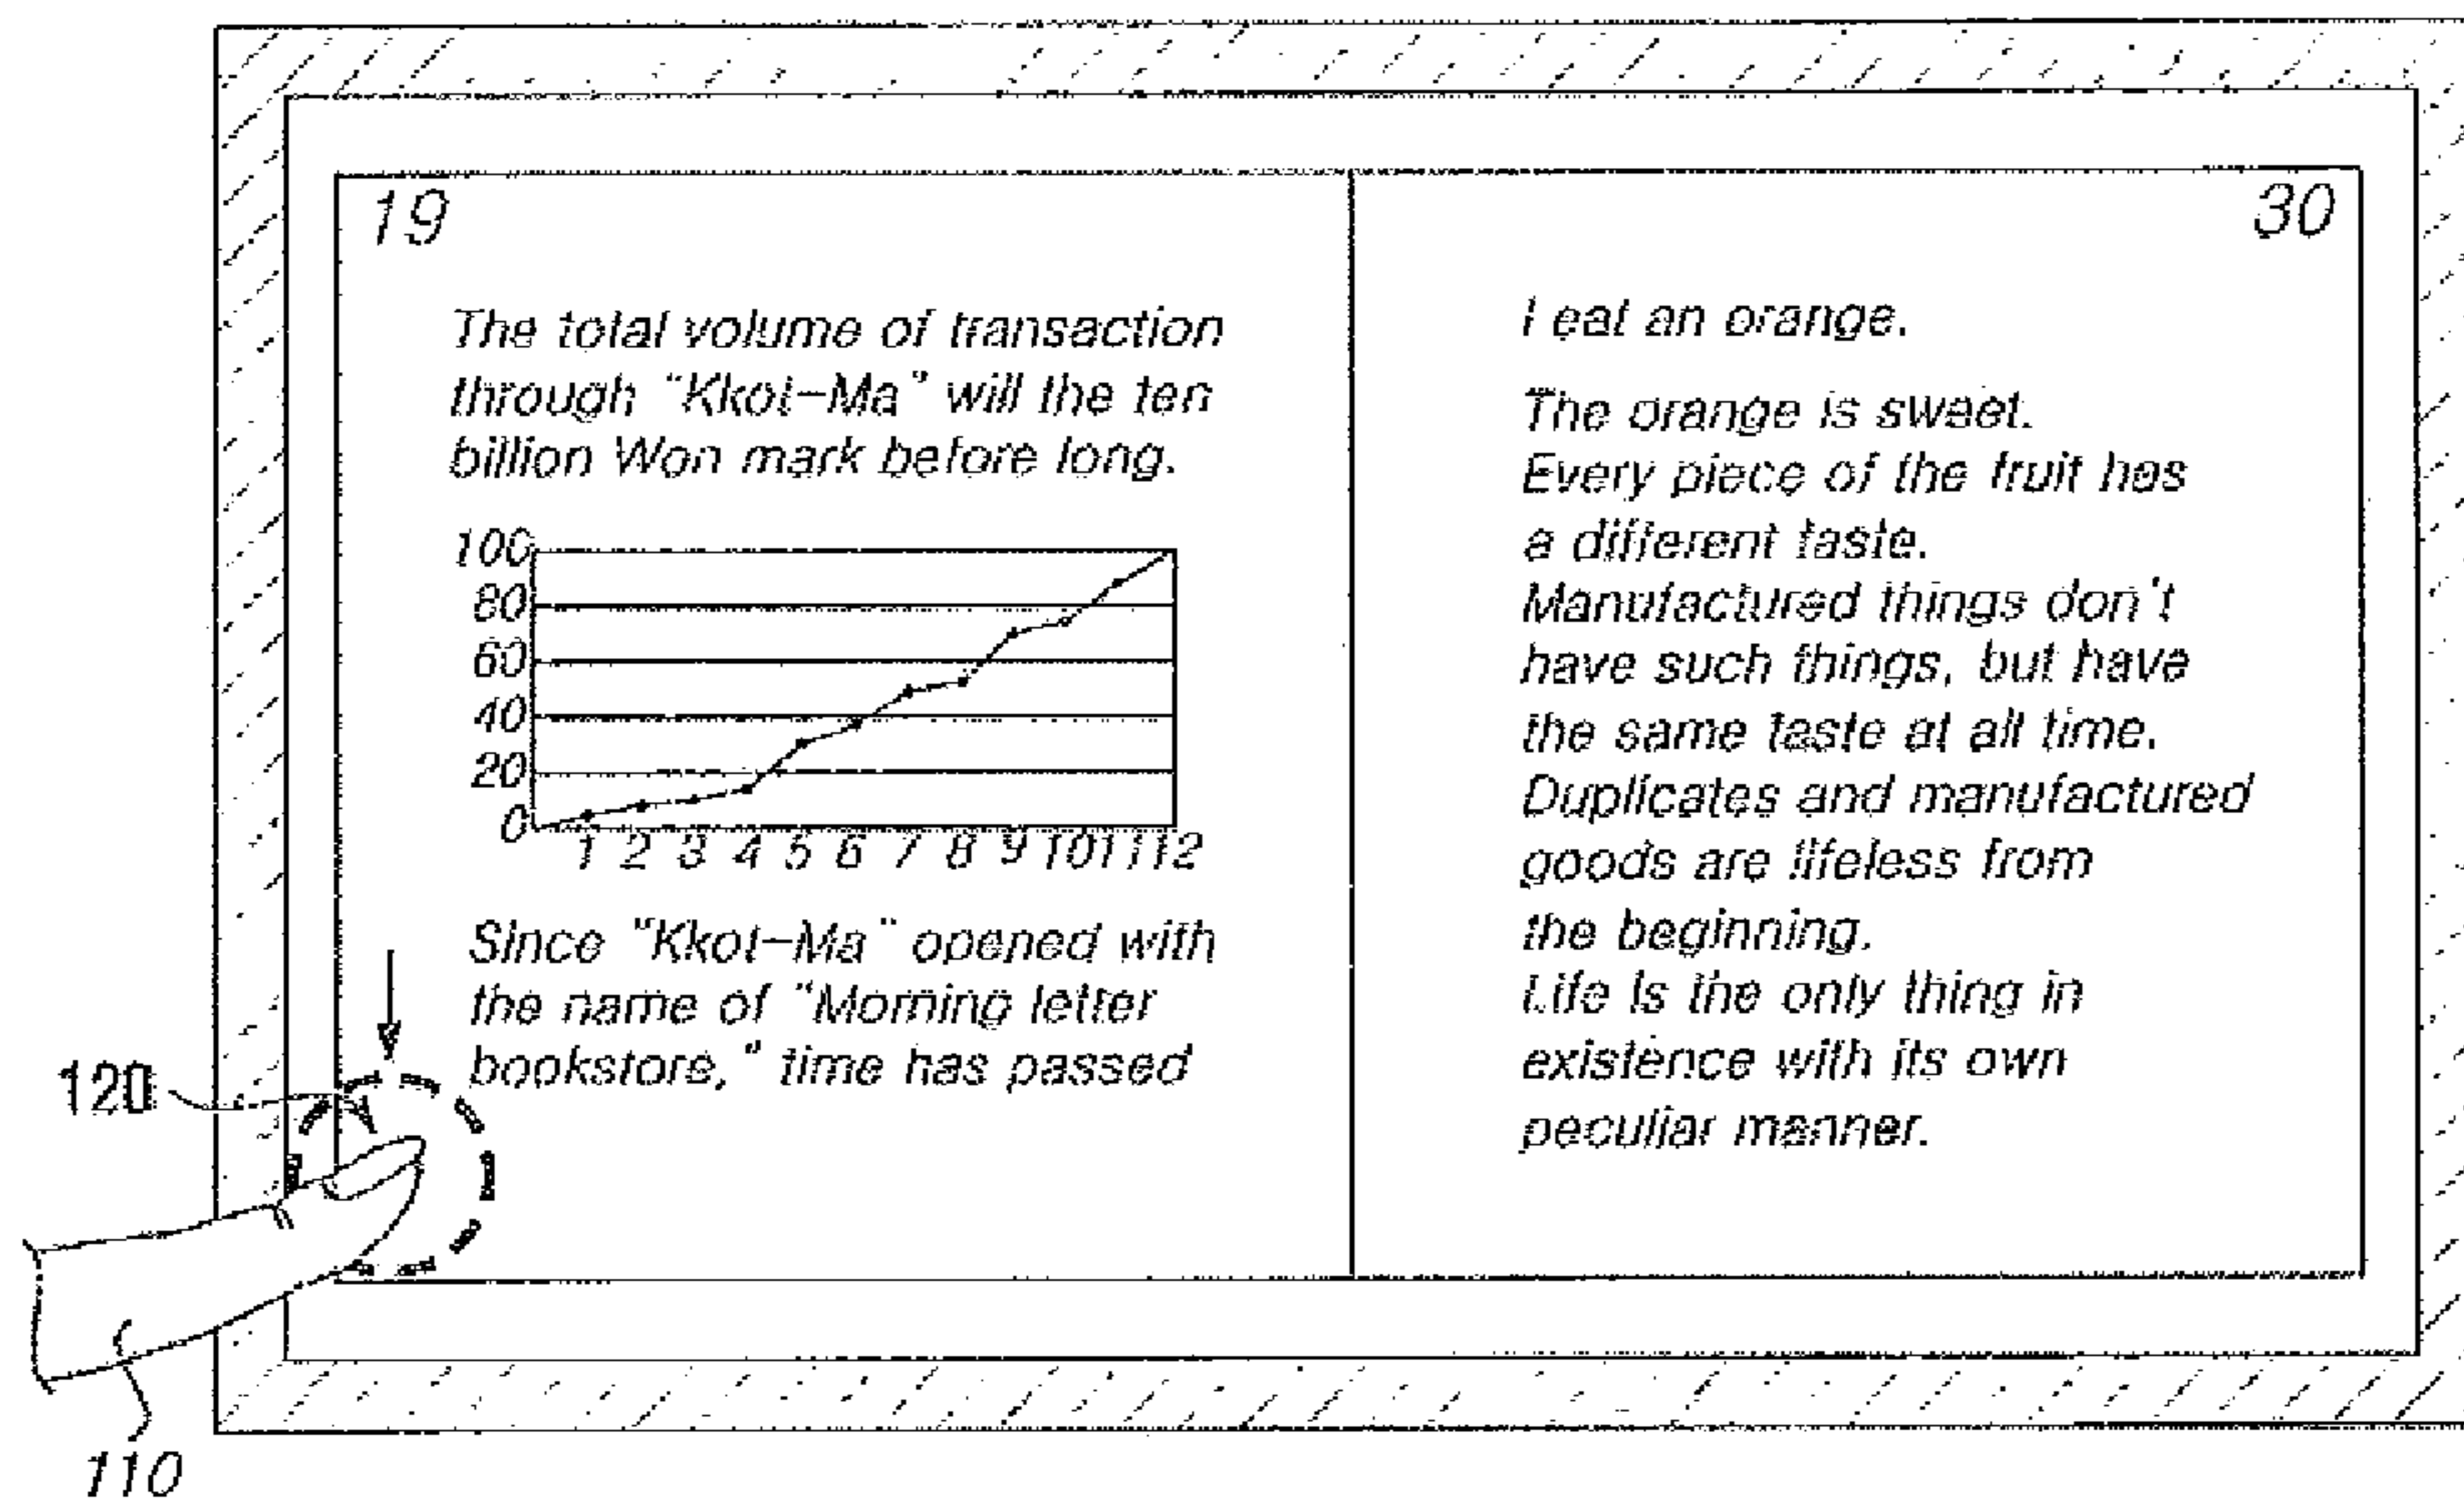 19
The total volume of transaction
through "Kkot-Ma" will the ten
billion Won mark before long.
100
80
60
40
20
0
1 2 3 4 5 6 7 8 9 10 11 12
Since "Kkot-Ma" opened with
the name of "Morning letter
bookstore," time has passed
30
I eat an orange.
The orange is sweet.
Every piece of the fruit has
a different taste.
Manufactured things don't
have such things, but have
the same taste at all time.
Duplicates and manufactured
goods are lifeless from
the beginning.
Life is the only thing in
existence with its own
peculiar manner.
120
110